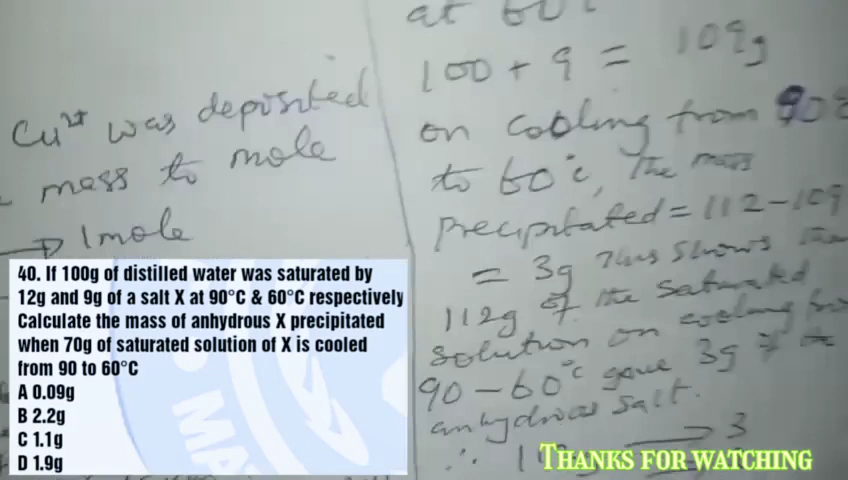 Cu²⁺ was deposited
mass to mole
1mole
at 60°C
100 + 9 = 109g
on cooling from 90°
to 60°C, The mass
precipitated = 112 - 109
= 3g This shows
112g of the saturated
solution on cooling
90 - 60°C gave 3g of the
anhydrous salt.
∴ 3
40. If 100g of distilled water was saturated by
12g and 9g of a salt X at 90°C & 60°C respectively
Calculate the mass of anhydrous X precipitated
when 70g of saturated solution of X is cooled
from 90 to 60°C
A 0.09g
B 2.2g
C 1.1g
D 1.9g
THANKS FOR WATCHING